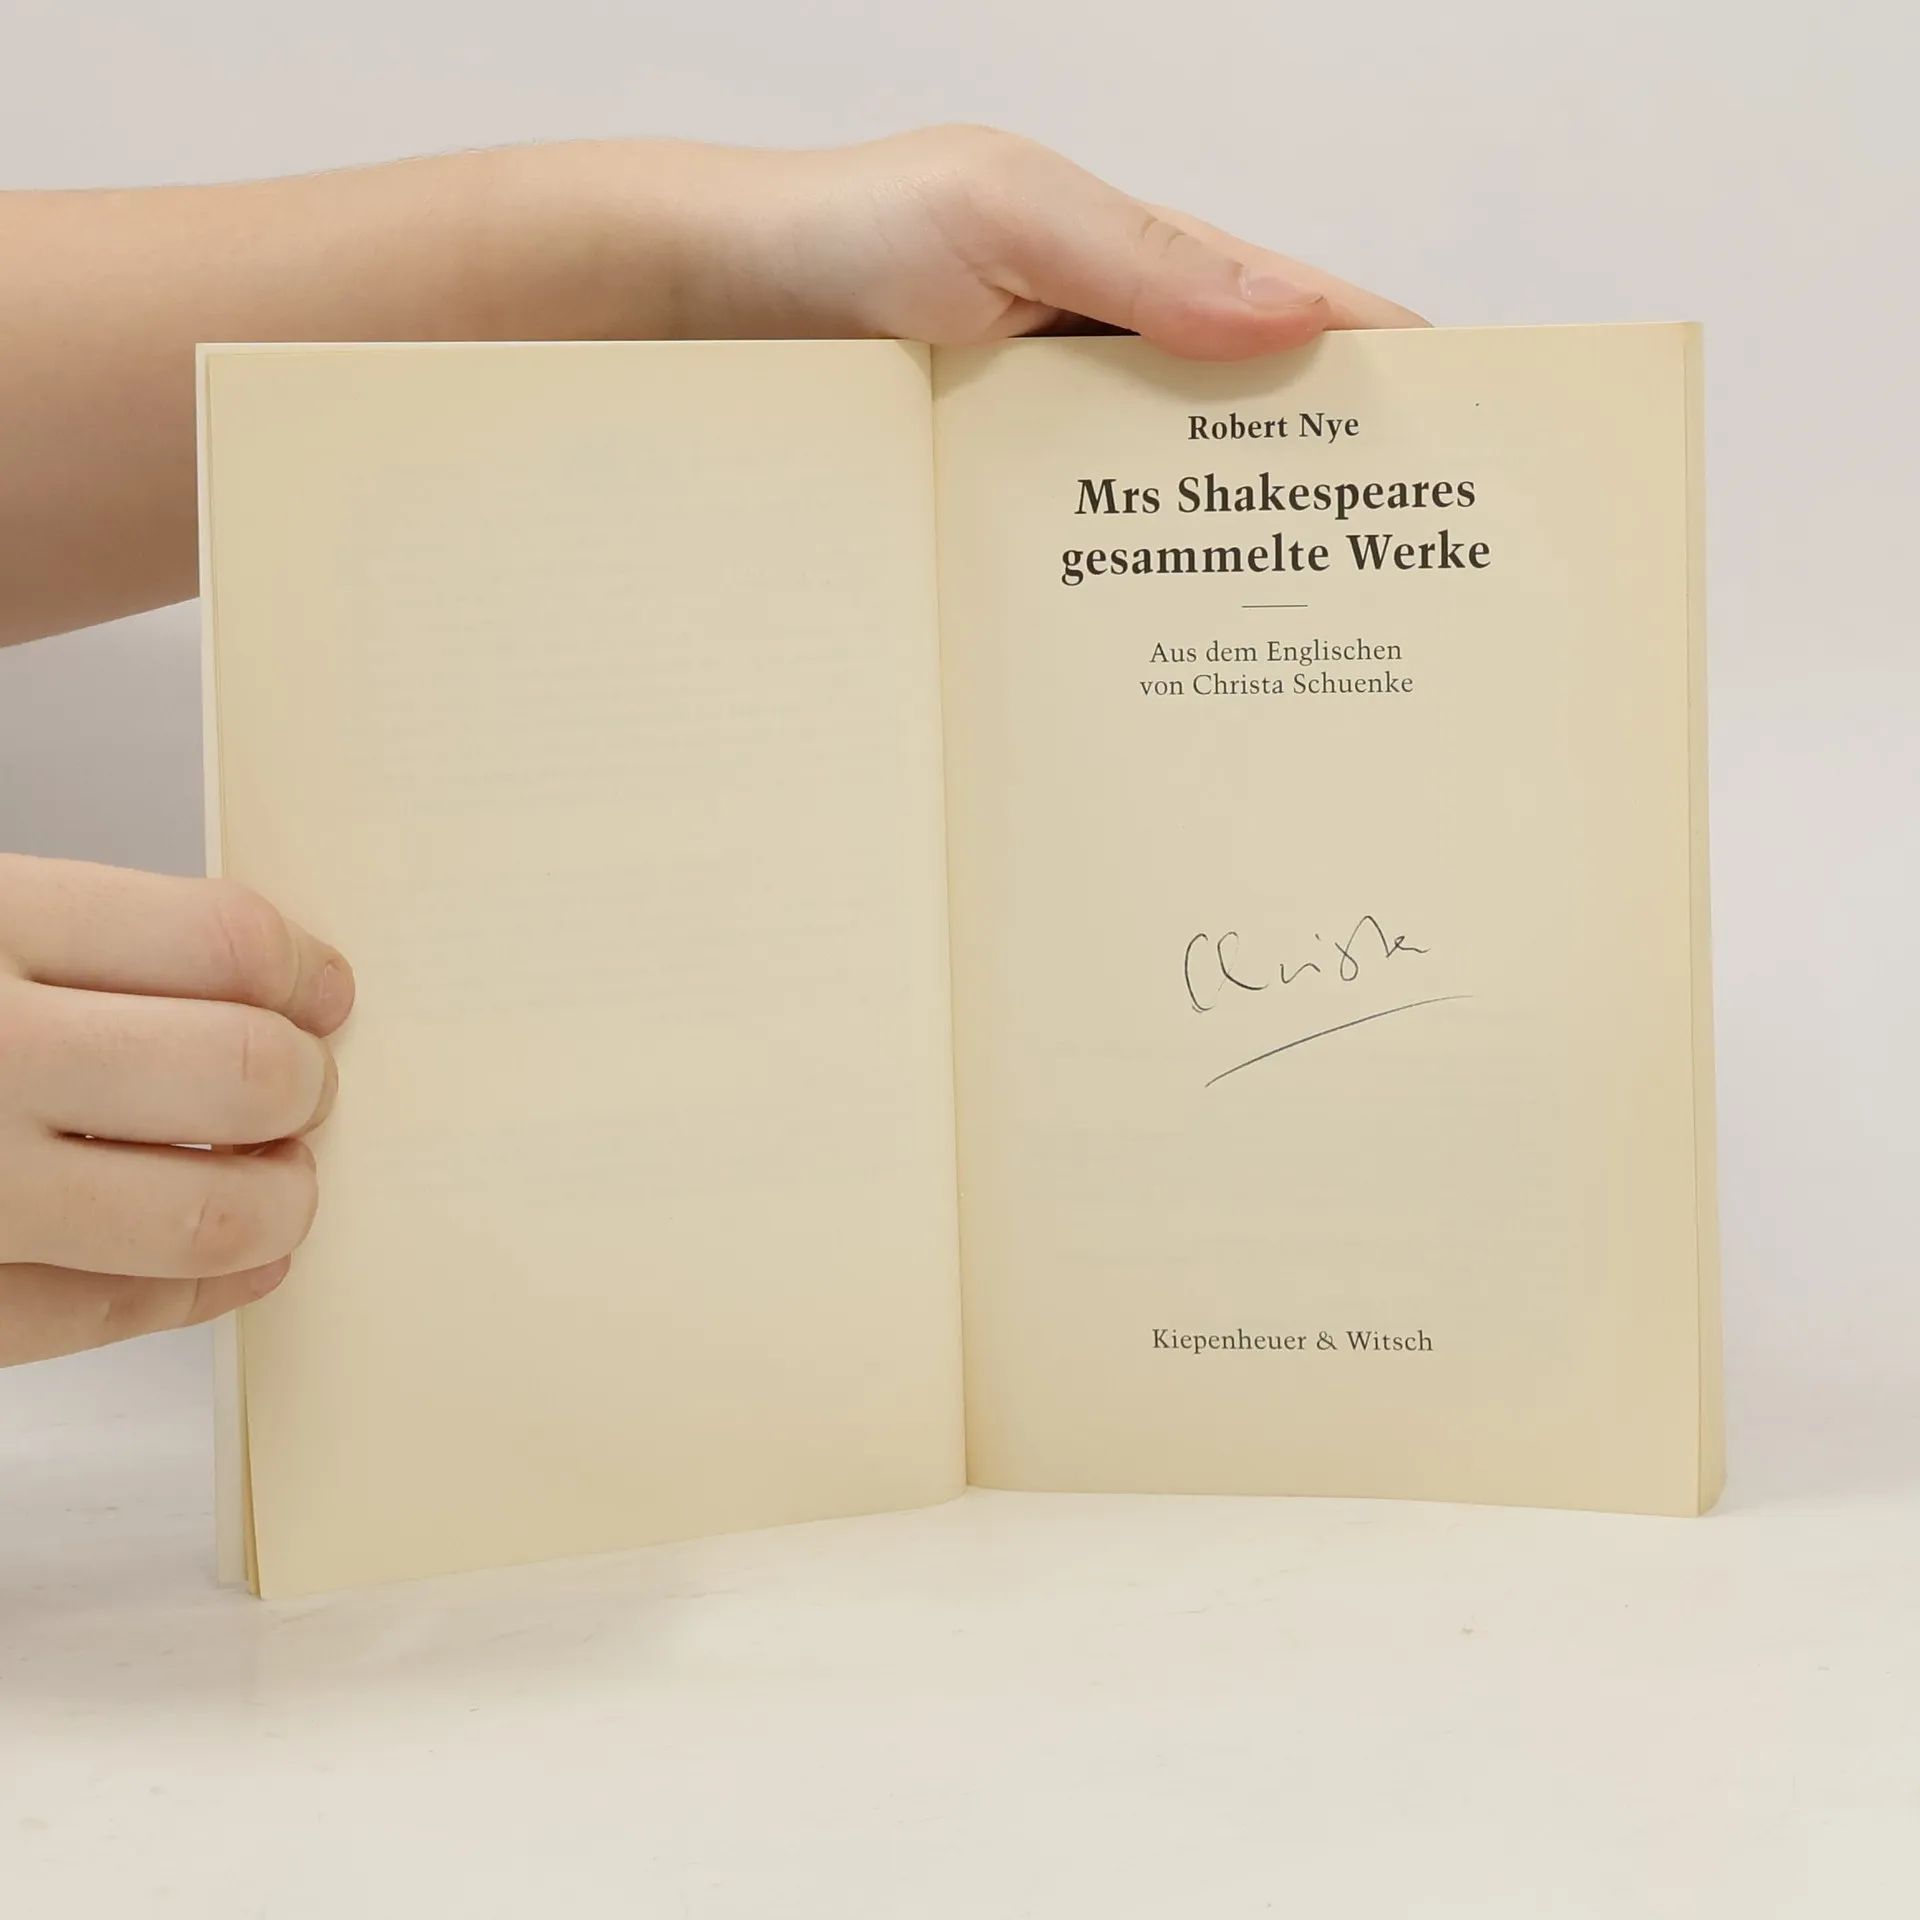 Robert Nye
Mrs Shakespeares
gesammelte Werke
Aus dem Englischen
von Christa Schuenke
Christa
Kiepenheuer & Witsch